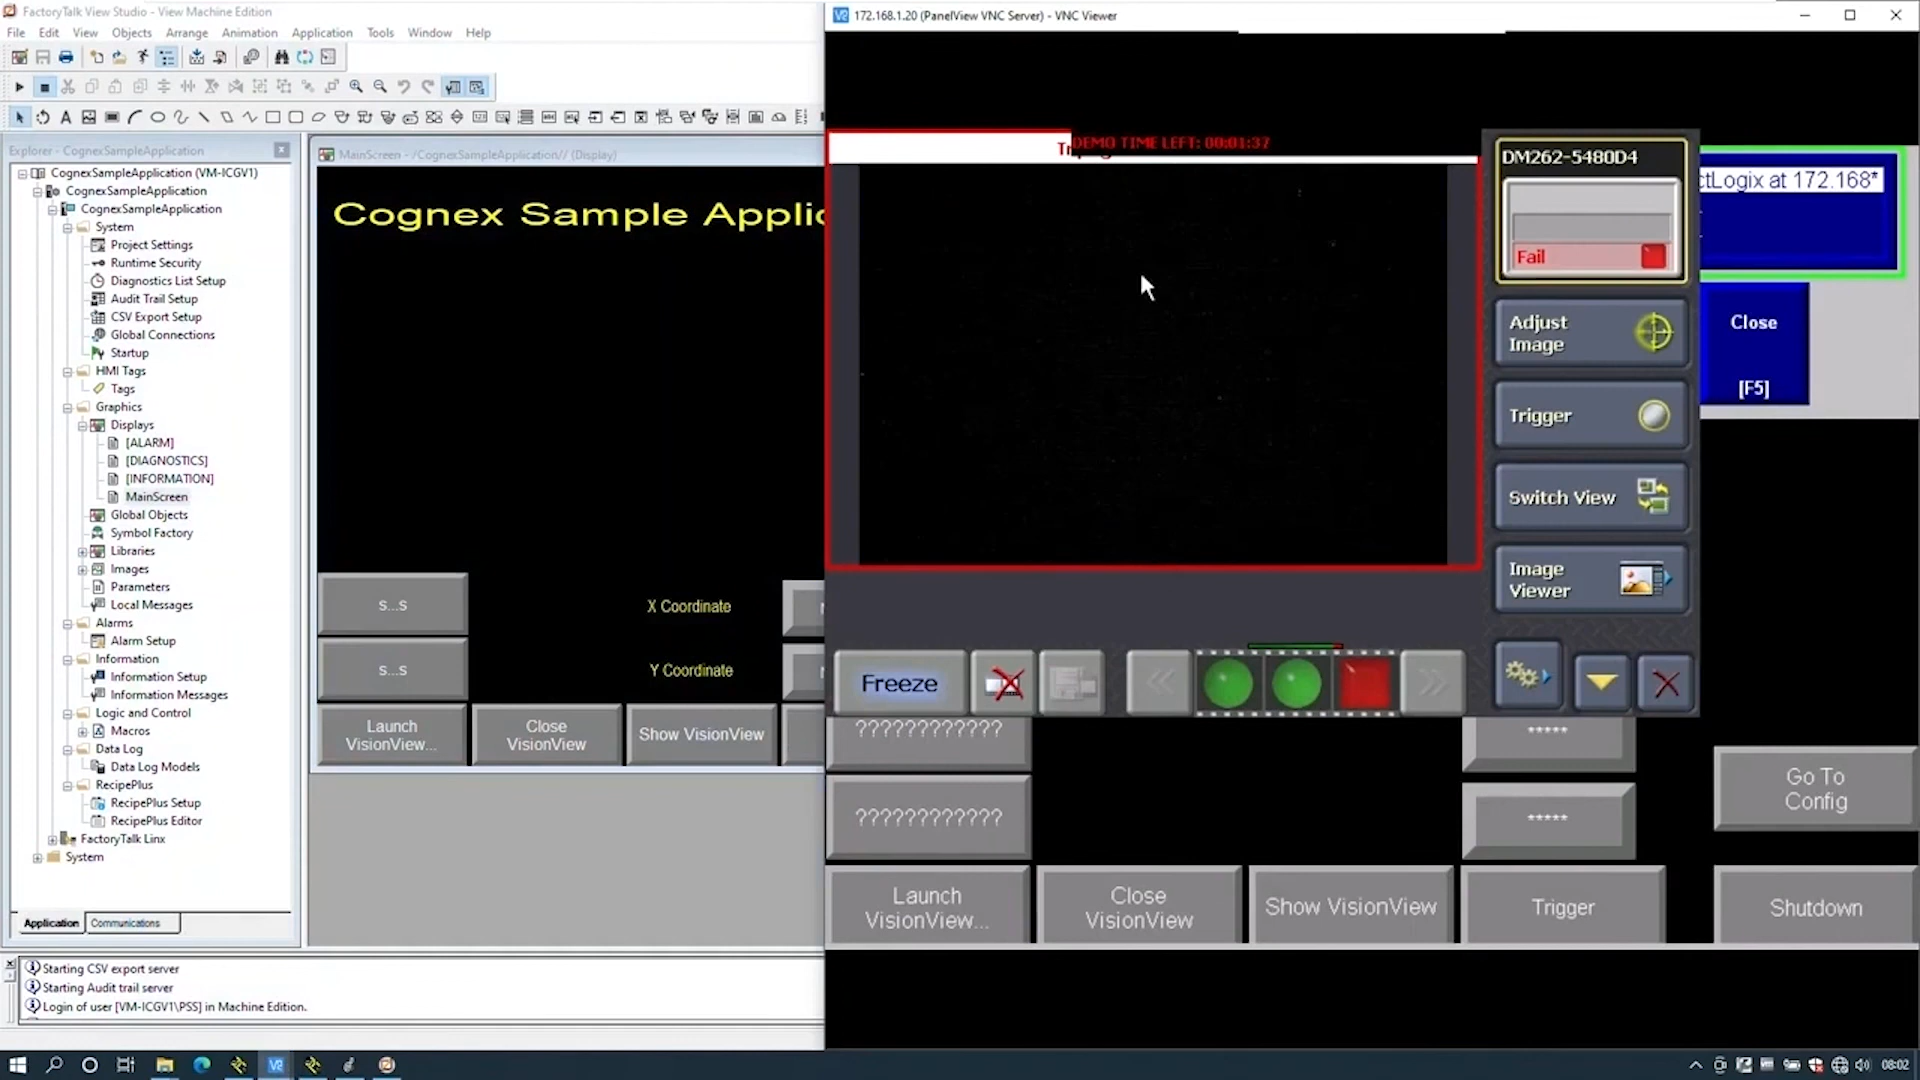 FactoryTalk View Studio - View Machine Edition
File Edit View Objects Arrange Animation Application Tools Window Help
Explorer - CognexSampleApplication
CognexSampleApplication (VM-ICGV1)
CognexSampleApplication
CognexSampleApplication
System
Project Settings
Runtime Security
Diagnostics List Setup
Audit Trail Setup
CSV Export Setup
Global Connections
Startup
HMI Tags
Tags
Graphics
Displays
[ALARM]
[DIAGNOSTICS]
[INFORMATION]
MainScreen
Global Objects
Symbol Factory
Libraries
Images
Parameters
Local Messages
Alarms
Alarm Setup
Information
Information Setup
Information Messages
Logic and Control
Macros
Data Log
Data Log Models
RecipePlus
RecipePlus Setup
RecipePlus Editor
FactoryTalk Linx
System
Application Communications
Starting CSV export server
Starting Audit trail server
Login of user [VM-ICGV1\PSS] in Machine Edition.
MainScreen - /CognexSampleApplication// (Display)
Cognex Sample Applic
S...S
X Coordinate
S...S
Y Coordinate
Launch
VisionView...
Close
VisionView
Show VisionView
172.168.1.20 (PanelView VNC Server) - VNC Viewer
DEMO TIME LEFT: 00:01:37
DM262-5480D4
Fail
Adjust
Image
Trigger
Switch View
Image
Viewer
ctLogix at 172.168*
Close
[F5]
Freeze
????????????
*****
????????????
*****
Go To
Config
Launch
VisionView...
Close
VisionView
Show VisionView
Trigger
Shutdown
08:02